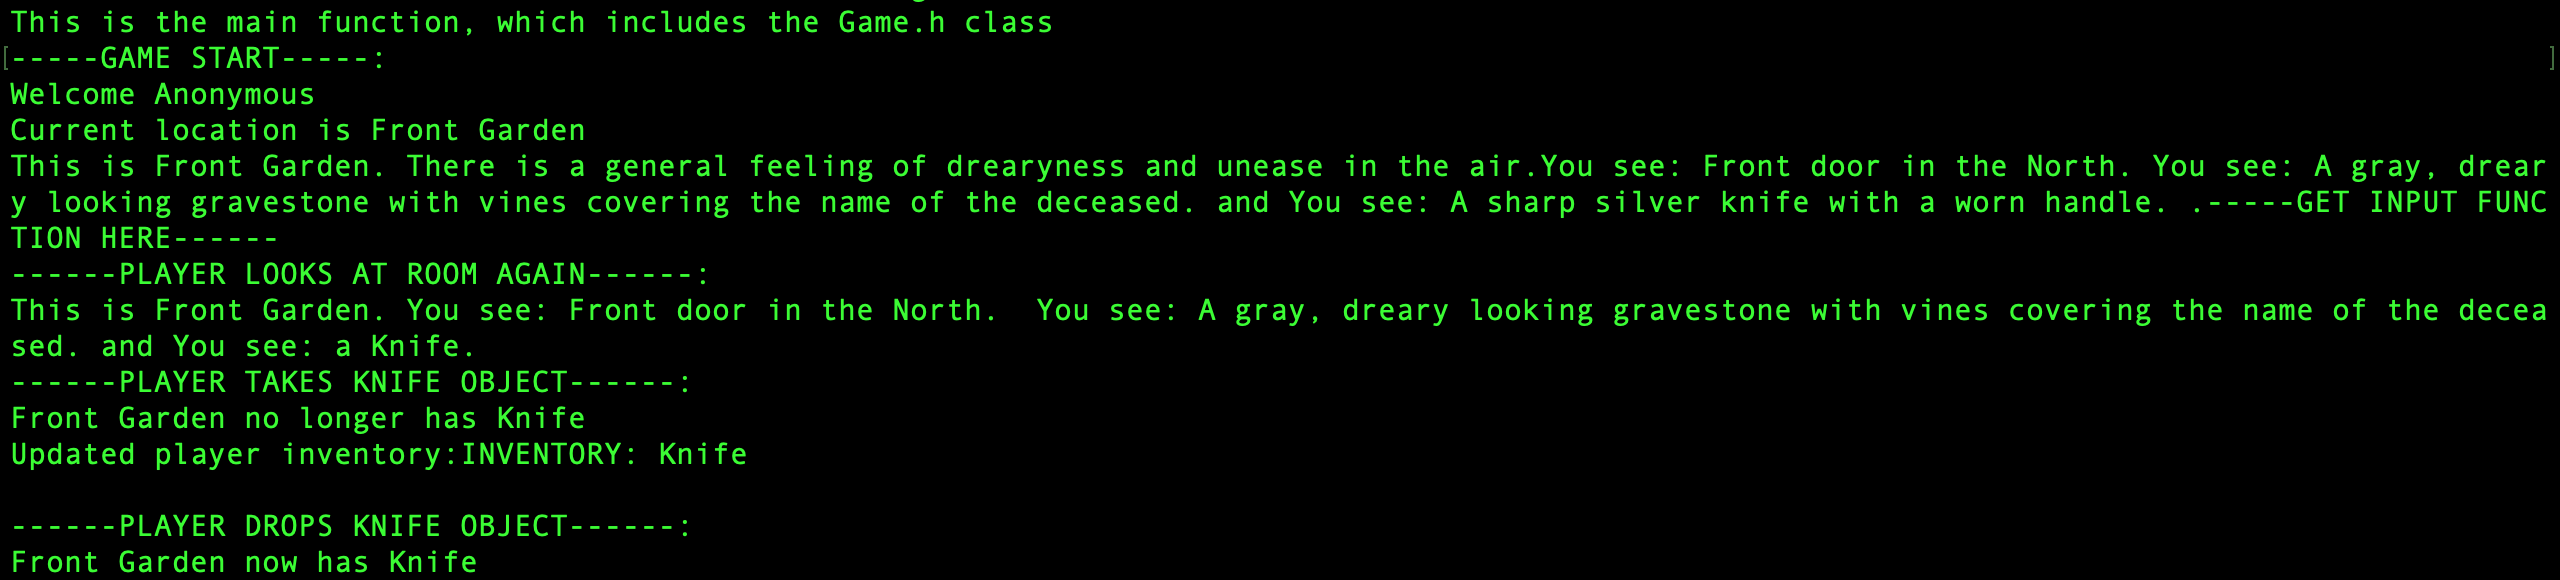 This is the main function, which includes the Game.h class
[-----GAME START-----: ]
Welcome Anonymous
Current location is Front Garden
This is Front Garden. There is a general feeling of drearyness and unease in the air.You see: Front door in the North. You see: A gray, drear
y looking gravestone with vines covering the name of the deceased. and You see: A sharp silver knife with a worn handle. .-----GET INPUT FUNC
TION HERE------
------PLAYER LOOKS AT ROOM AGAIN------:
This is Front Garden. You see: Front door in the North.  You see: A gray, dreary looking gravestone with vines covering the name of the decea
sed. and You see: a Knife.
------PLAYER TAKES KNIFE OBJECT------:
Front Garden no longer has Knife
Updated player inventory:INVENTORY: Knife
------PLAYER DROPS KNIFE OBJECT------:
Front Garden now has Knife